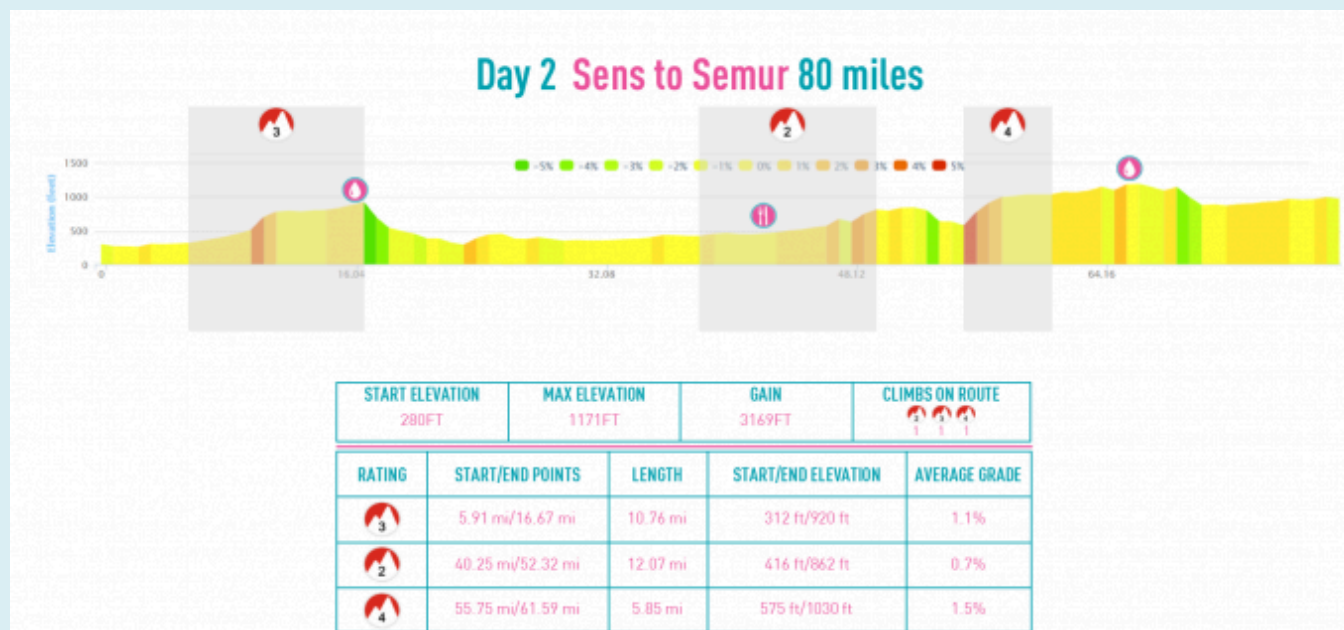 Day 2 Sens to Semur 80 miles
3 2 4
-5% -4% -3% -2% -1% 0% 1% 2% 3% 4% 5%
Elevation (feet)
1500
1000
500
0
0 16.04 32.08 48.12 64.16
START ELEVATION MAX ELEVATION GAIN CLIMBS ON ROUTE
280FT 1171FT 3169FT 2 3 4
1 1 1
RATING START/END POINTS LENGTH START/END ELEVATION AVERAGE GRADE
3 5.91 mi/16.67 mi 10.76 mi 312 ft/920 ft 1.1%
2 40.25 mi/52.32 mi 12.07 mi 416 ft/862 ft 0.7%
4 55.75 mi/61.59 mi 5.85 mi 575 ft/1030 ft 1.5%